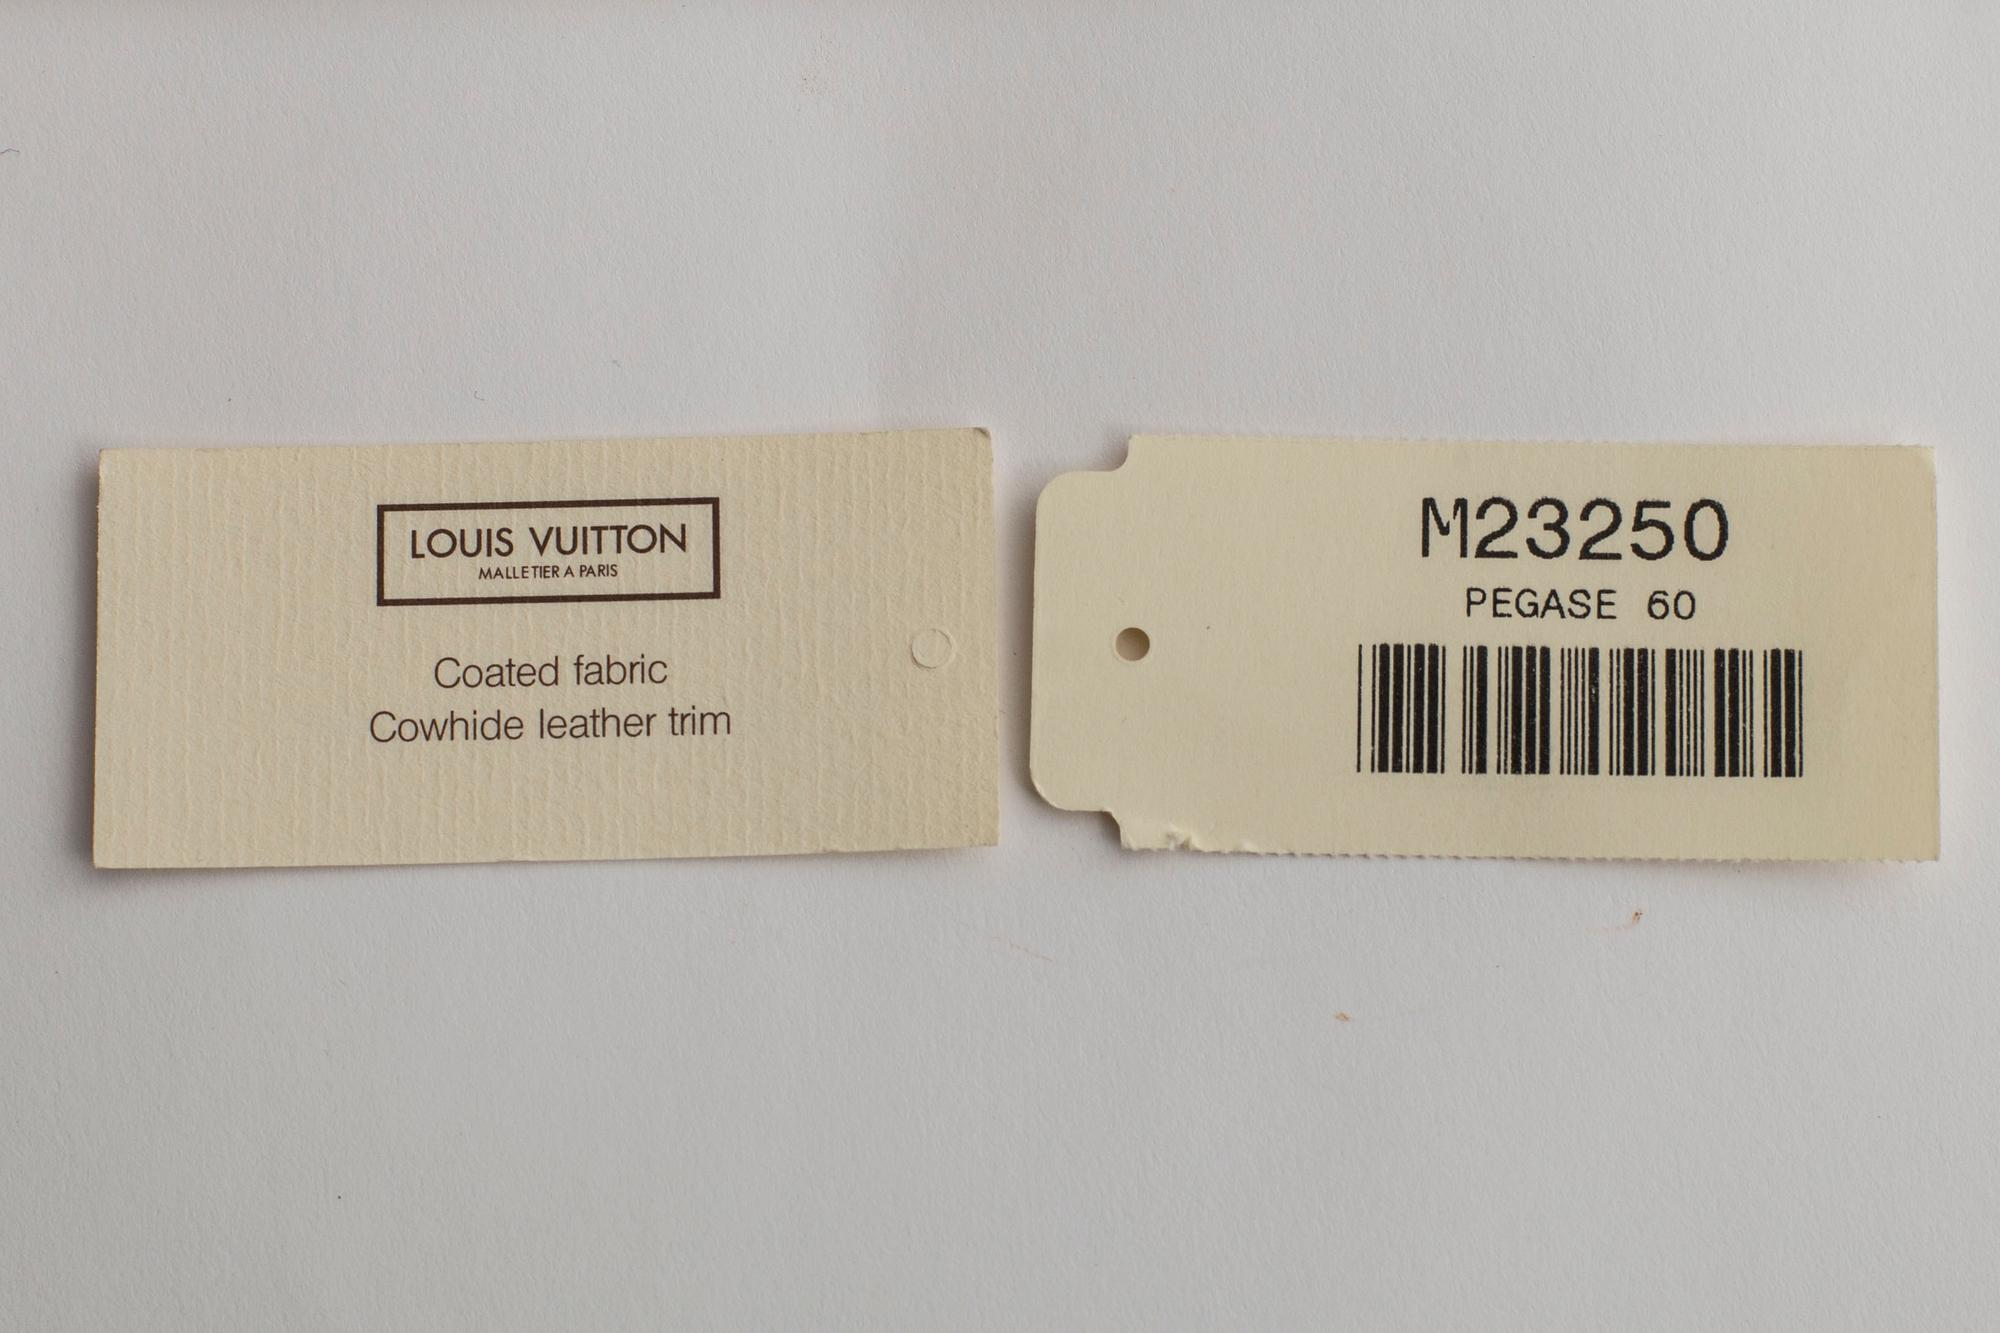 LOUIS VUITTON
MALLETIER A PARIS
Coated fabric
Cowhide leather trim
M23250
PEGASE 60